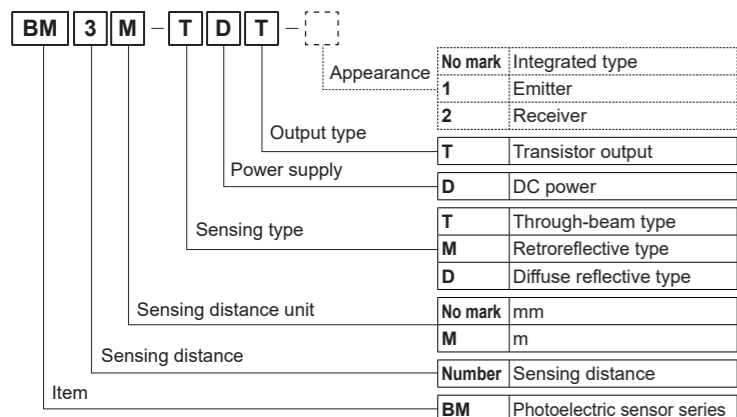 BM 3 M - T D T -
Appearance
No mark Integrated type
1 Emitter
2 Receiver
Output type
T Transistor output
Power supply
D DC power
Sensing type
T Through-beam type
M Retroreflective type
D Diffuse reflective type
Sensing distance unit
No mark mm
M m
Sensing distance
Number Sensing distance
Item
BM Photoelectric sensor series